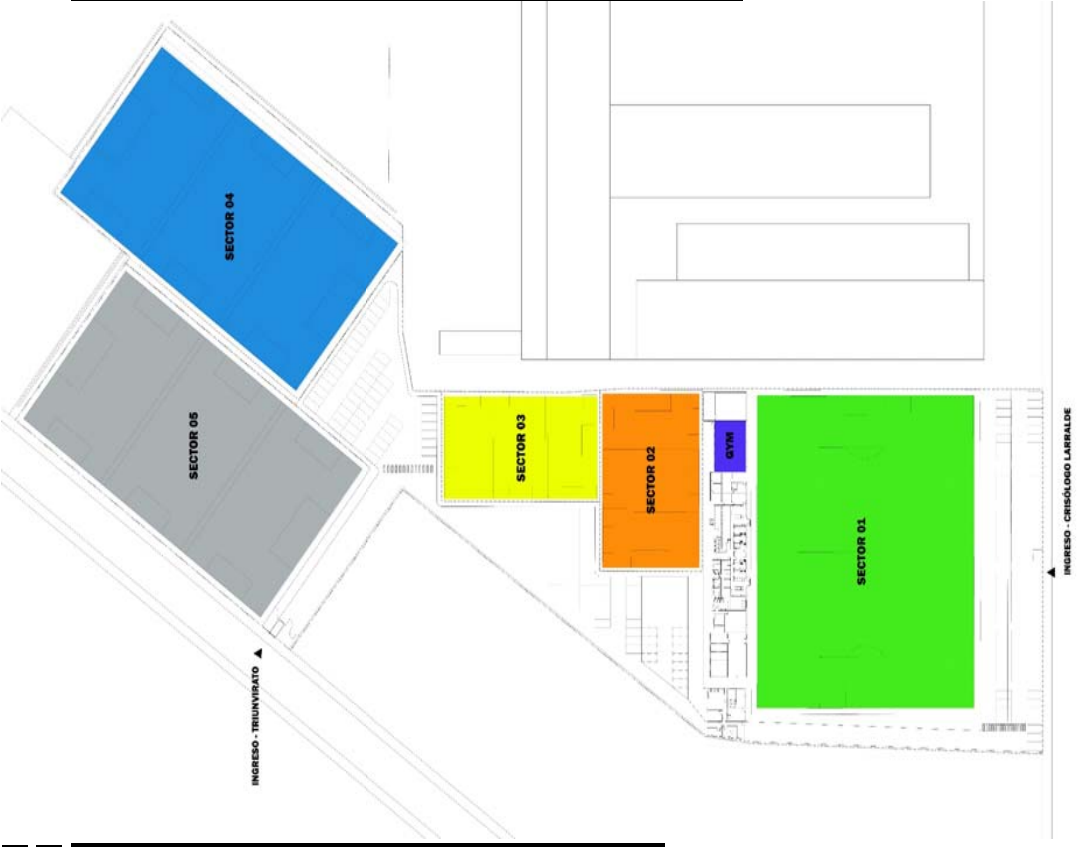 SECTOR 04
SECTOR 05
SECTOR 03
SECTOR 02
GYM
SECTOR 01
INGRESO - CRISÓLOGO LARRALDE
INGRESO - TRIUNVIRATO